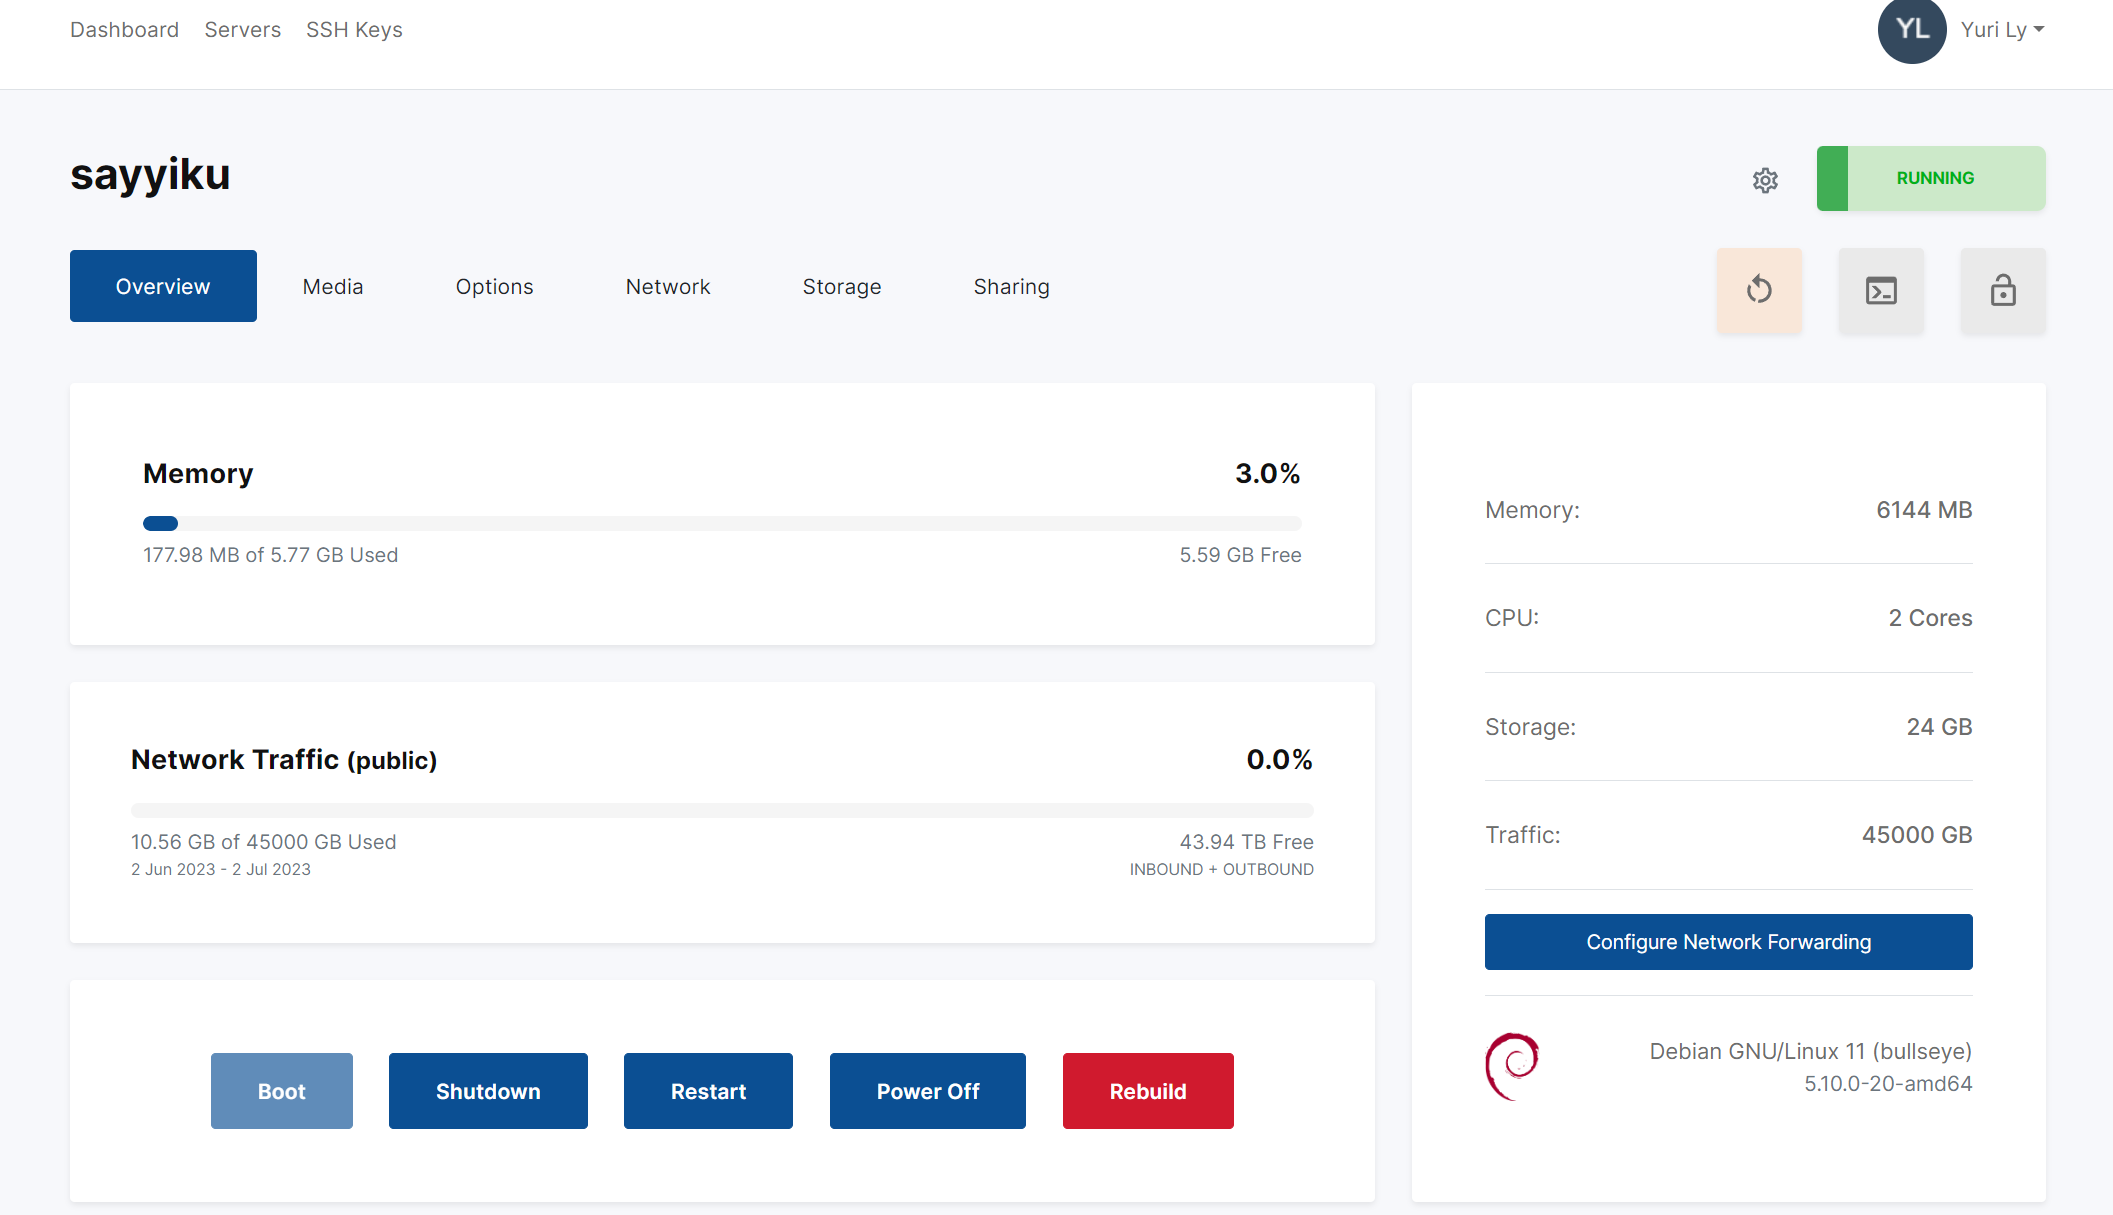 Dashboard Servers SSH Keys
YL Yuri Ly
sayyiku
RUNNING
Overview Media Options Network Storage Sharing
Memory 3.0%
177.98 MB of 5.77 GB Used 5.59 GB Free
Network Traffic (public) 0.0%
10.56 GB of 45000 GB Used 43.94 TB Free
2 Jun 2023 - 2 Jul 2023 INBOUND + OUTBOUND
Boot Shutdown Restart Power Off Rebuild
Memory: 6144 MB
CPU: 2 Cores
Storage: 24 GB
Traffic: 45000 GB
Configure Network Forwarding
Debian GNU/Linux 11 (bullseye)
5.10.0-20-amd64